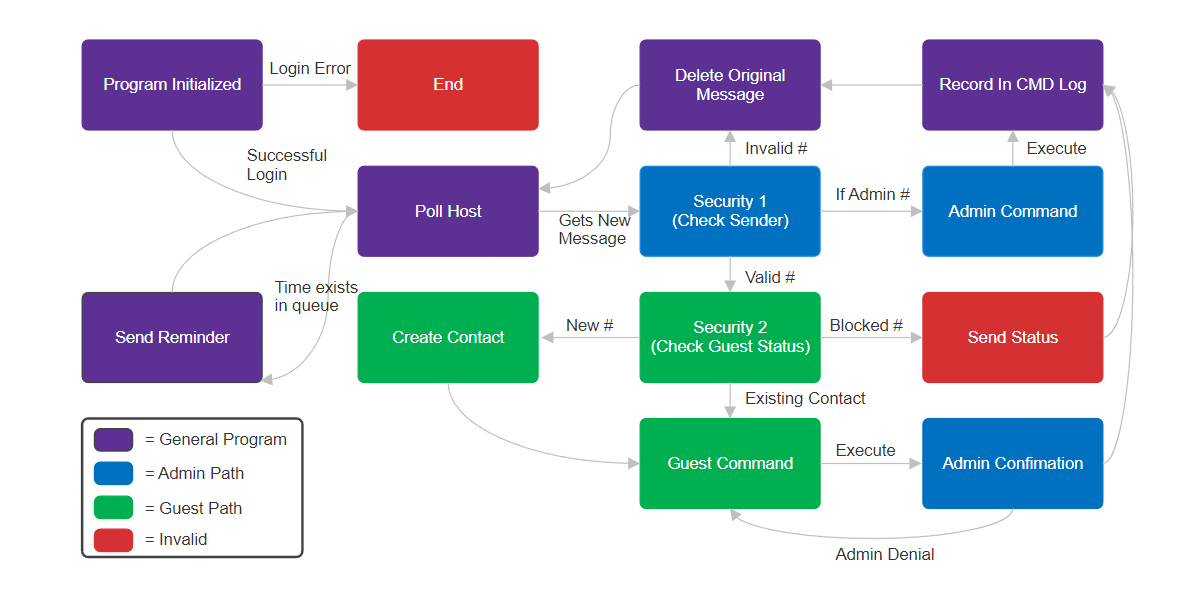 Program Initialized
Login Error
End
Delete Original
Message
Record In CMD Log
Successful
Login
Invalid #
Execute
Poll Host
Gets New
Message
Security 1
(Check Sender)
If Admin #
Admin Command
Time exists
in queue
Valid #
Send Reminder
Create Contact
New #
Security 2
(Check Guest Status)
Blocked #
Send Status
Existing Contact
Guest Command
Execute
Admin Confimation
Admin Denial
= General Program
= Admin Path
= Guest Path
= Invalid